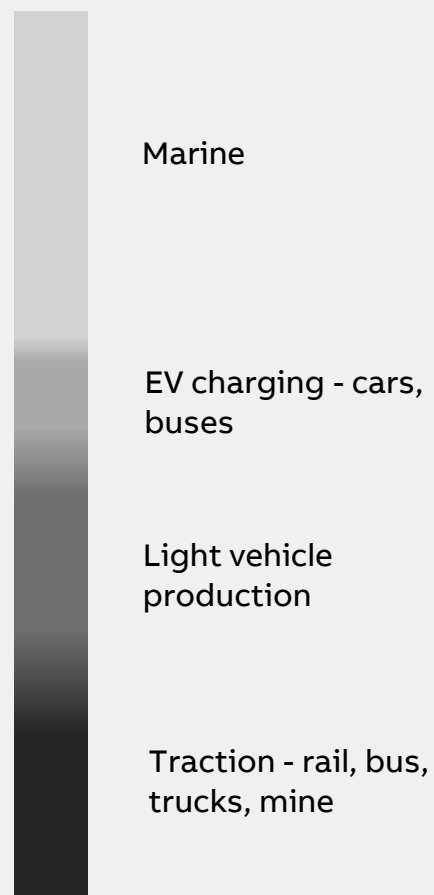 Marine
EV charging - cars,
buses
Light vehicle
production
Traction - rail, bus,
trucks, mine